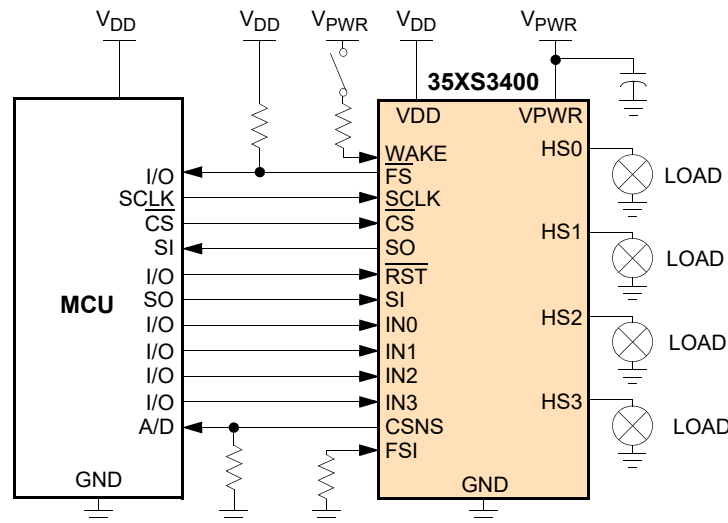 VDD VDD VPWR VDD VPWR
35XS3400
VDD VPWR
WAKE HS0
I/O FS LOAD
SCLK SCLK
CS CS
SI SO HS1
LOAD
I/O RST
MCU SO SI
I/O IN0 HS2
I/O IN1 LOAD
I/O IN2
I/O IN3 HS3
A/D CSNS LOAD
FSI
GND GND